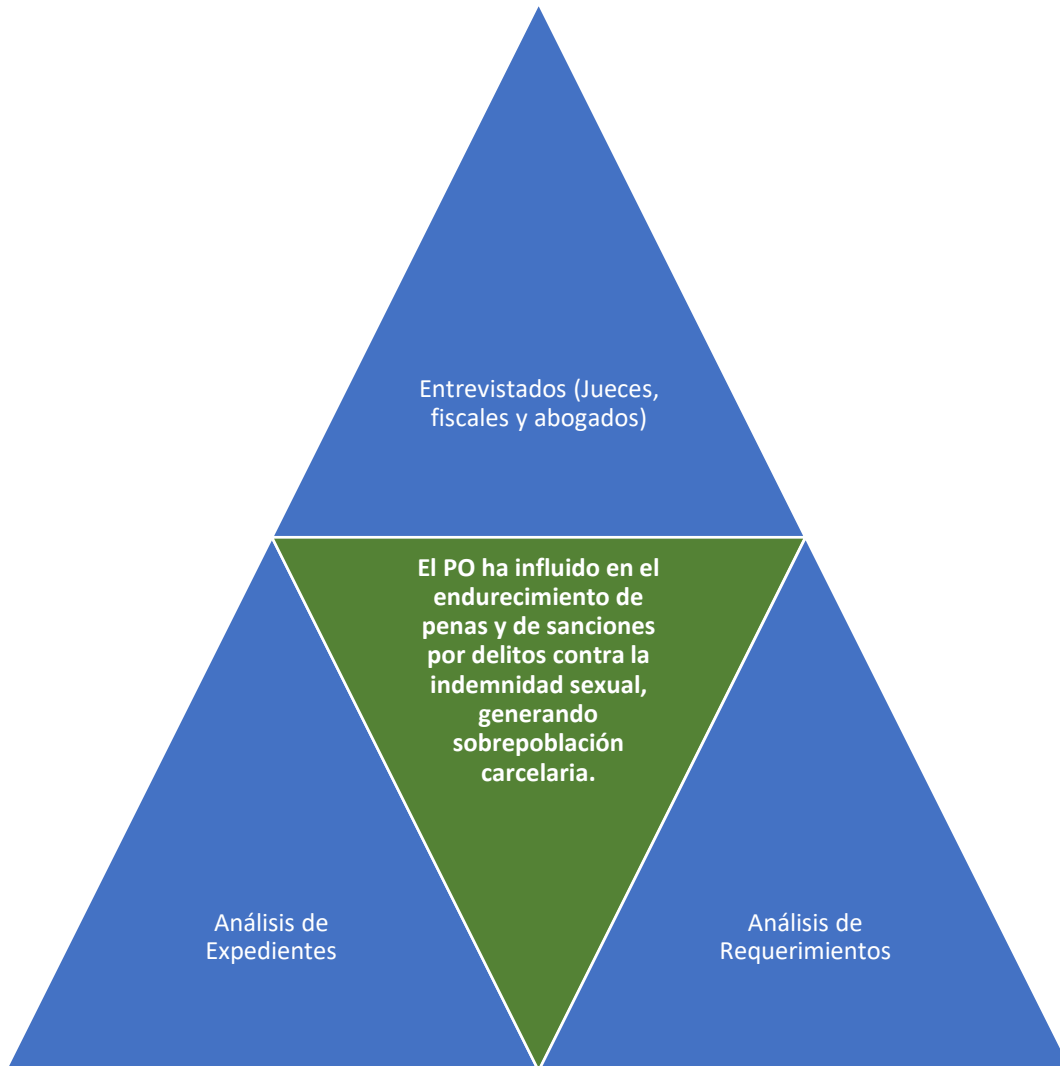 Entrevistados (Jueces,
fiscales y abogados)
El PO ha influido en el
endurecimiento de
penas y de sanciones
por delitos contra la
indemnidad sexual,
generando
sobrepoblación
carcelaria.
Análisis de
Expedientes
Análisis de
Requerimientos